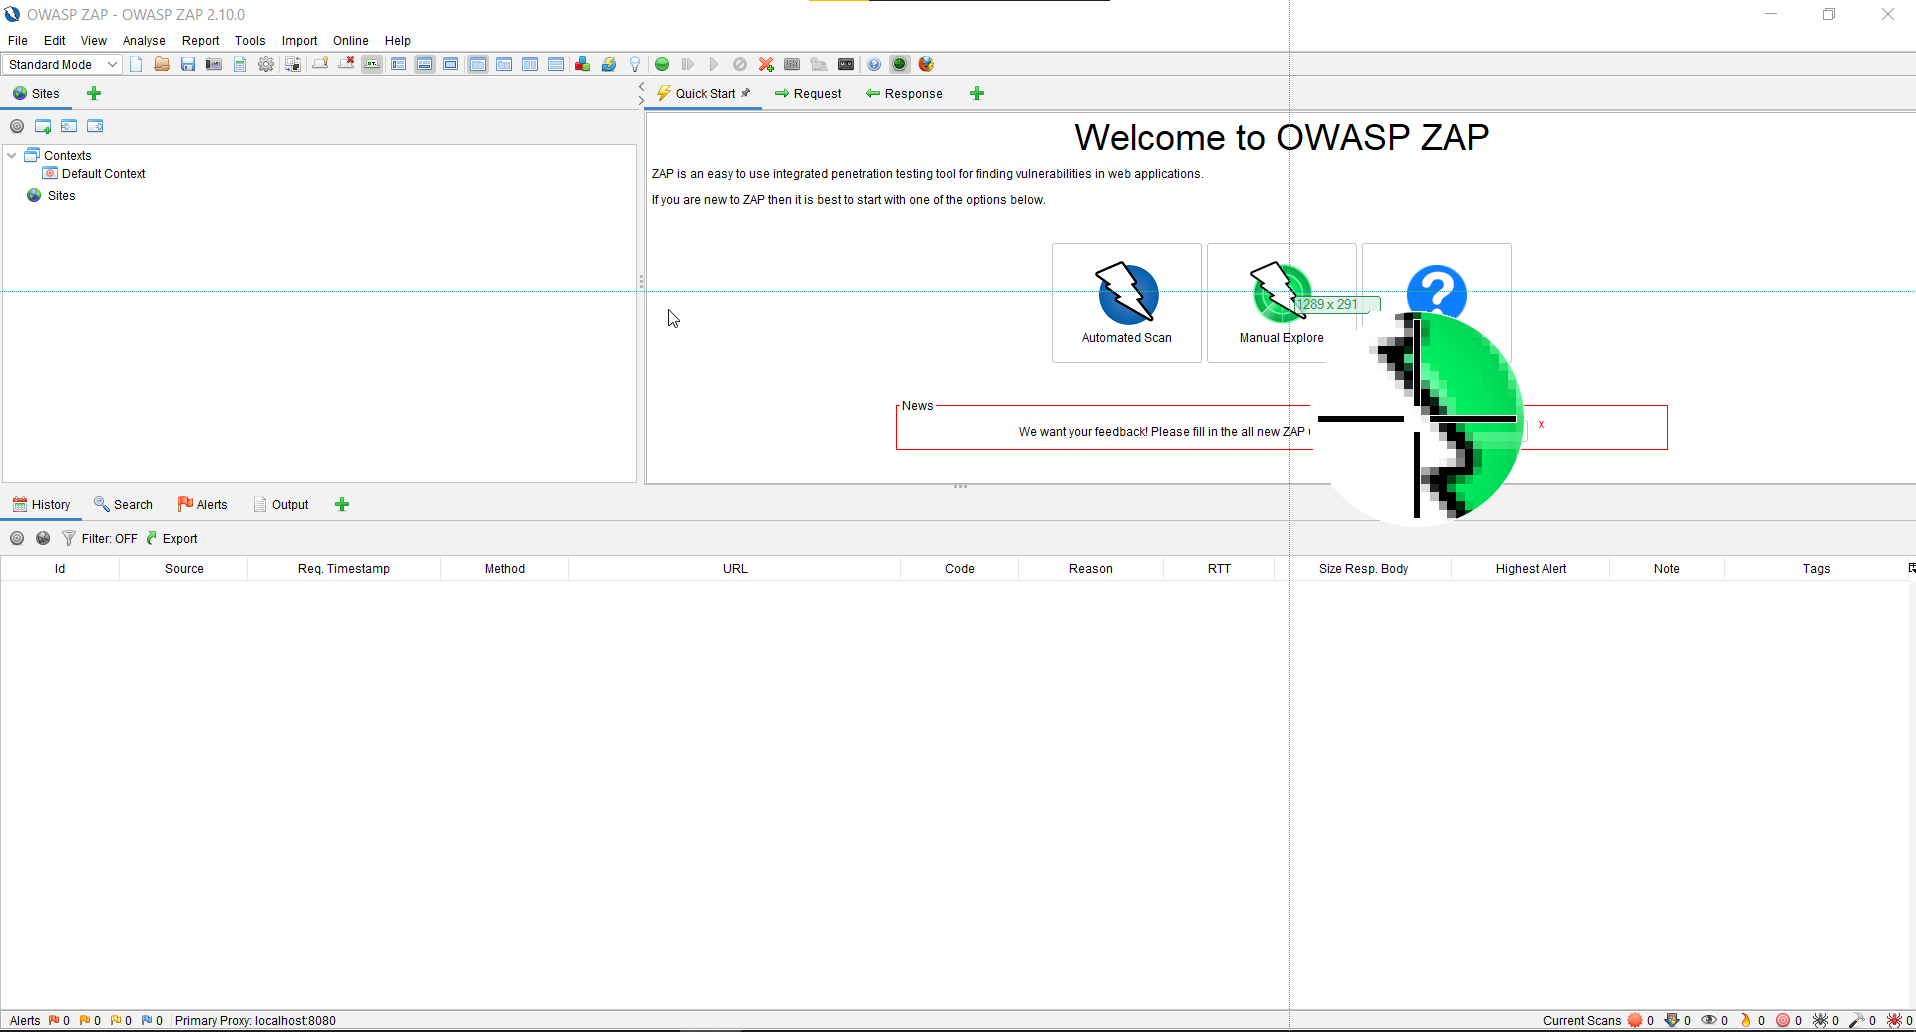 OWASP ZAP - OWASP ZAP 2.10.0
File Edit View Analyse Report Tools Import Online Help
Standard Mode
Sites
Quick Start Request Response
Contexts
Default Context
Sites
Welcome to OWASP ZAP
ZAP is an easy to use integrated penetration testing tool for finding vulnerabilities in web applications.
If you are new to ZAP then it is best to start with one of the options below.
1289 x 291
Automated Scan
Manual Explore
News
We want your feedback! Please fill in the all new ZAP
x
History Search Alerts Output
Filter: OFF Export
Id Source Req. Timestamp Method URL Code Reason RTT Size Resp. Body Highest Alert Note Tags
Alerts 0 0 0 0 Primary Proxy: localhost:8080 Current Scans 0 0 0 0 0 0 0 0